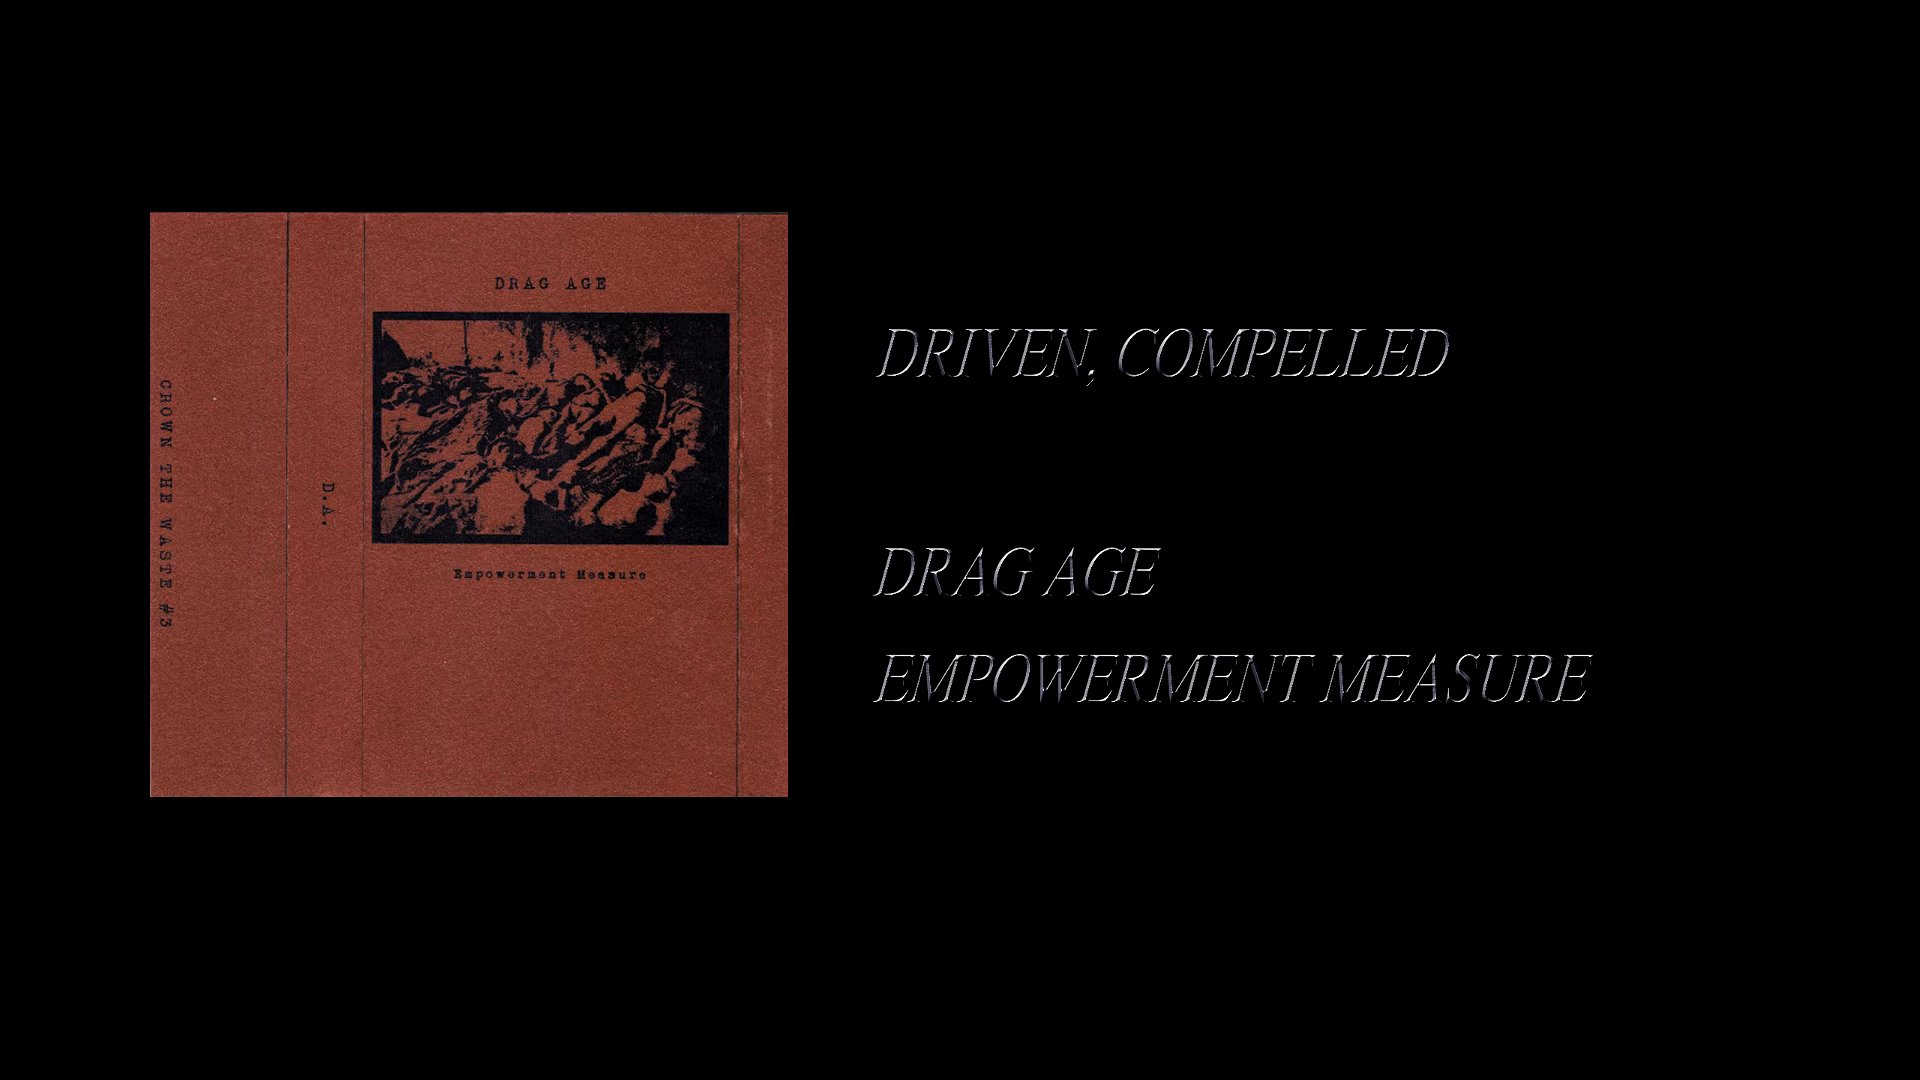 CROWN THE WASTE #3
D.A.
DRAG AGE
Empowerment Measure
DRIVEN, COMPELLED
DRAG AGE
EMPOWERMENT MEASURE